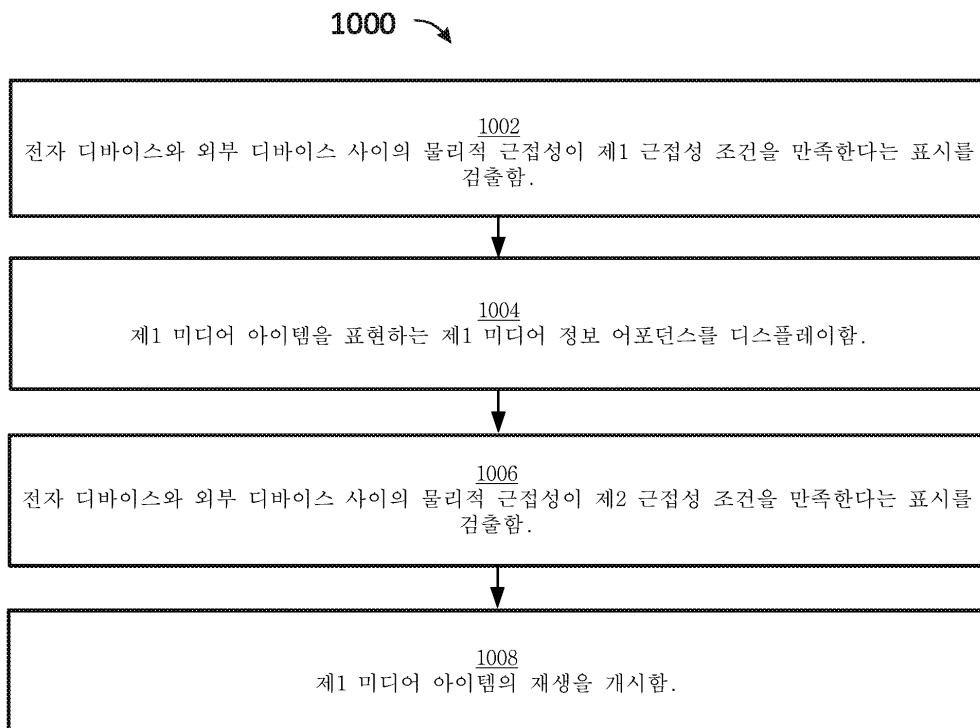 1000
1002
전자 디바이스와 외부 디바이스 사이의 물리적 근접성이 제1 근접성 조건을 만족한다는 표시를
검출함.
1004
제1 미디어 아이템을 표현하는 제1 미디어 정보 어포던스를 디스플레이함.
1006
전자 디바이스와 외부 디바이스 사이의 물리적 근접성이 제2 근접성 조건을 만족한다는 표시를
검출함.
1008
제1 미디어 아이템의 재생을 개시함.